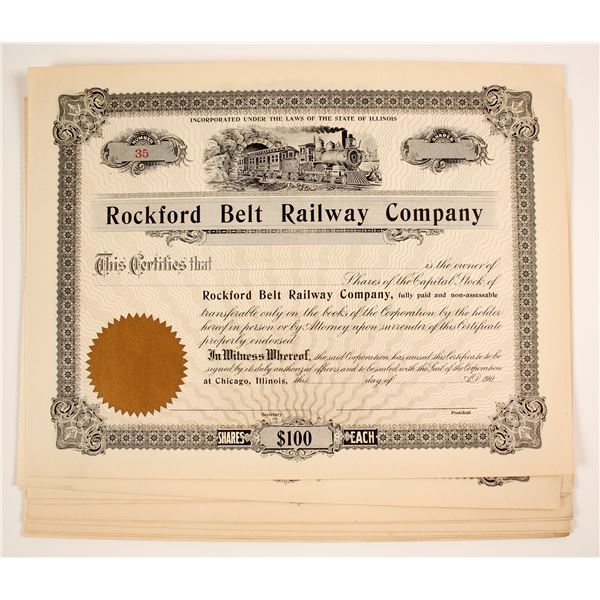 INCORPORATED UNDER THE LAWS OF THE STATE OF ILLINOIS
NUMBER
35
SHARES
Rockford Belt Railway Company
This Certifies that is the owner of
Shares of the Capital Stock of
Rockford Belt Railway Company, fully paid and non-assessable
transferable only on the books of the Corporation by the holder
hereof in person or by Attorney upon surrender of this Certificate
properly endorsed.
In Witness Whereof, the said Corporation has caused this Certificate to be
signed by its duly authorized officers and to be sealed with the Seal of the Corporation
at Chicago, Illinois, this day of A.D. 190
Secretary President
SHARES $100 EACH